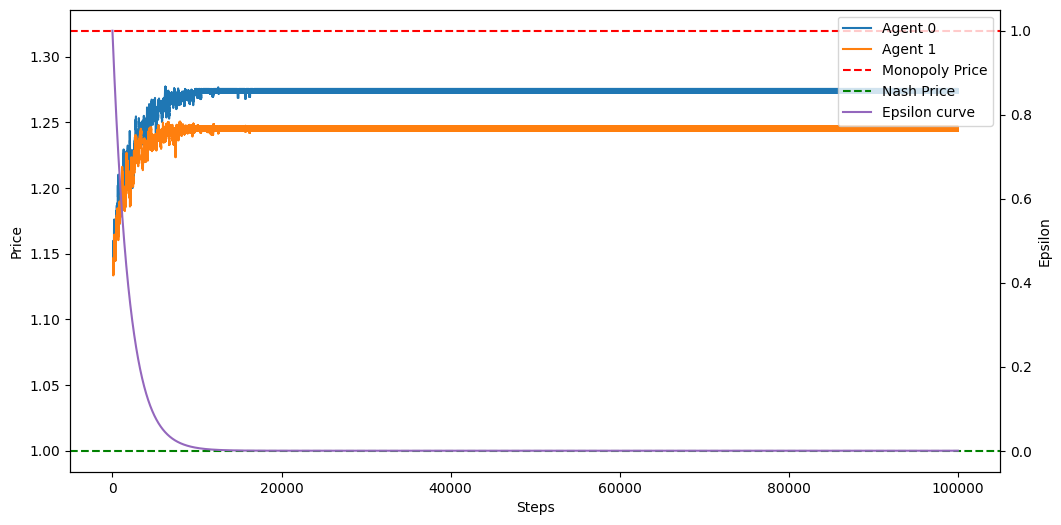 Agent 0
Agent 1
Monopoly Price
Nash Price
Epsilon curve
Price
1.30
1.25
1.20
1.15
1.10
1.05
1.00
Epsilon
1.0
0.8
0.6
0.4
0.2
0.0
0 20000 40000 60000 80000 100000
Steps